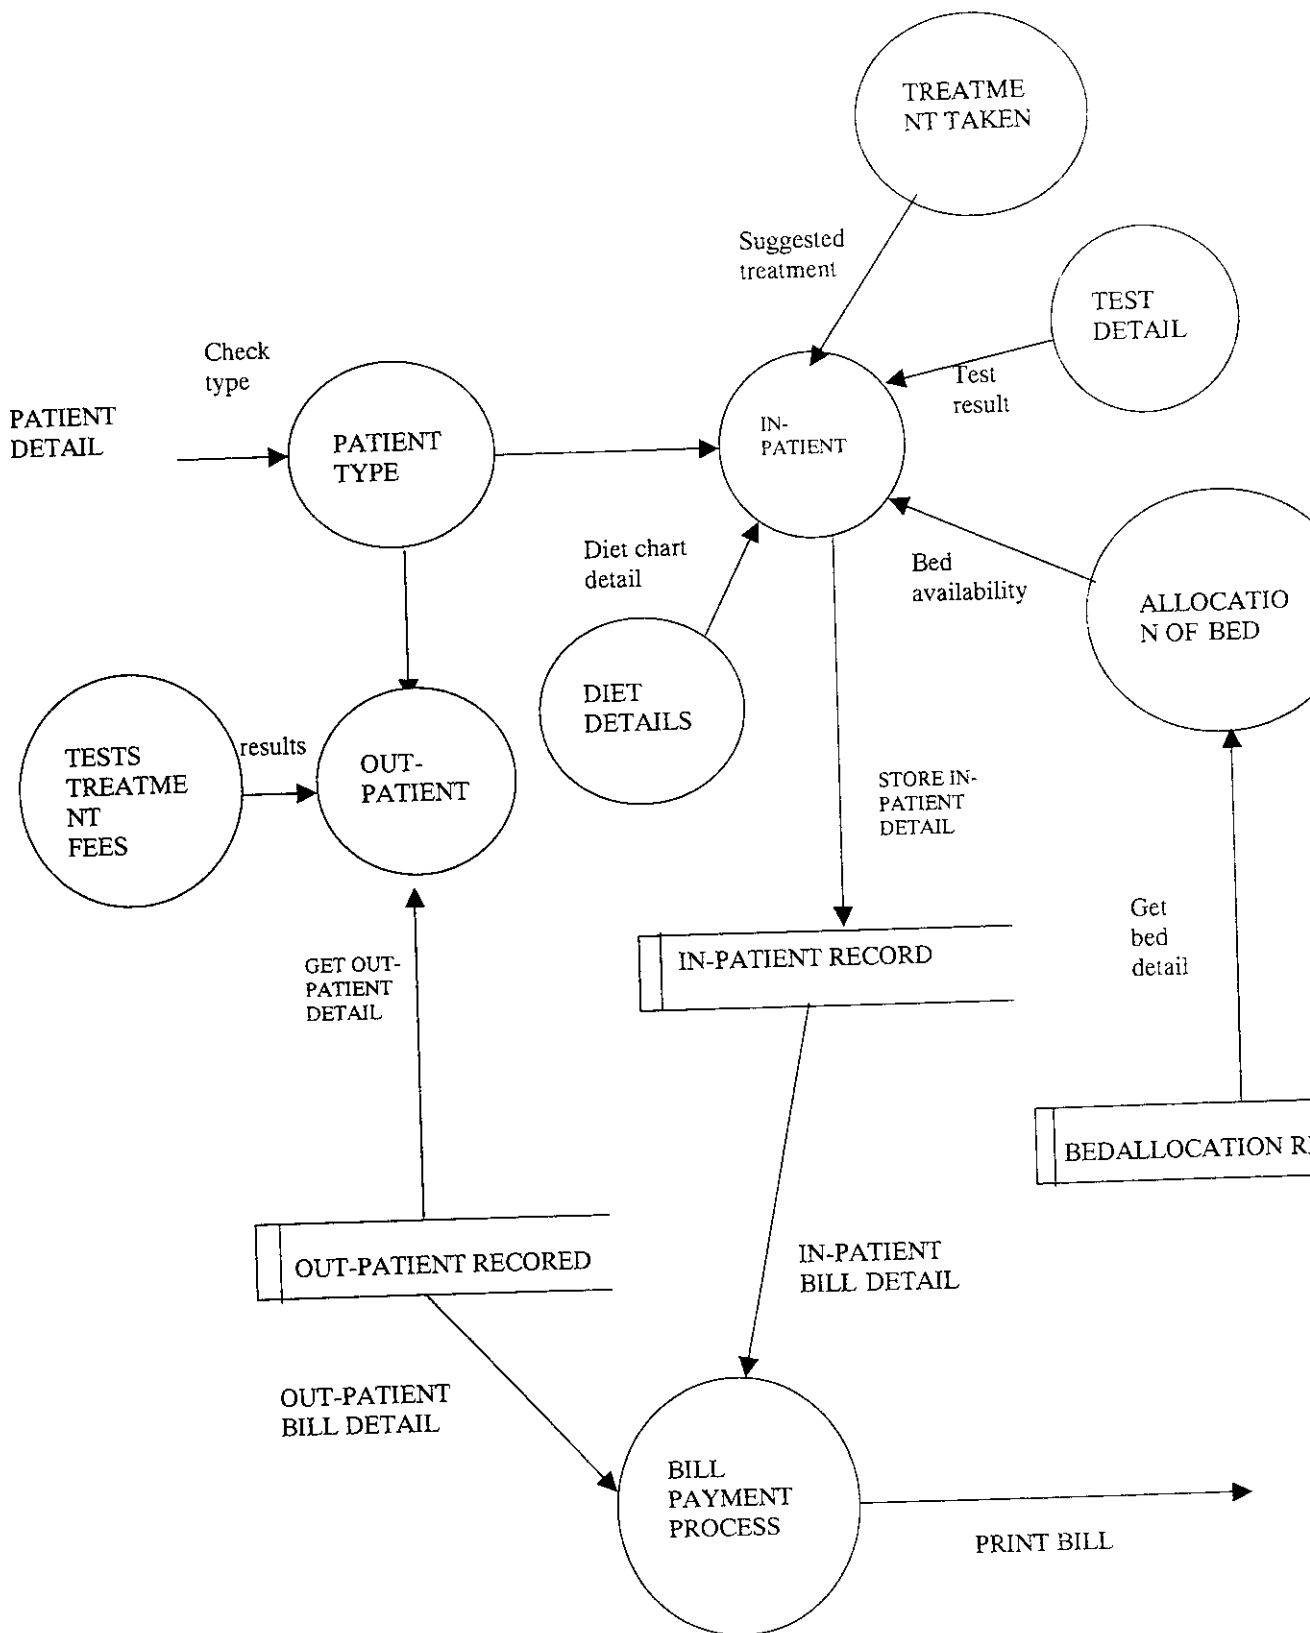 TREATME
NT TAKEN
Suggested
treatment
TEST
DETAIL
Check
type
Test
result
PATIENT
DETAIL
PATIENT
TYPE
IN-
PATIENT
Diet chart
detail
Bed
availability
ALLOCATIO
N OF BED
DIET
DETAILS
TESTS
TREATME
NT
FEES
results
OUT-
PATIENT
STORE IN-
PATIENT
DETAIL
Get
bed
detail
GET OUT-
PATIENT
DETAIL
IN-PATIENT RECORD
BEDALLOCATION
OUT-PATIENT RECORED
IN-PATIENT
BILL DETAIL
OUT-PATIENT
BILL DETAIL
BILL
PAYMENT
PROCESS
PRINT BILL